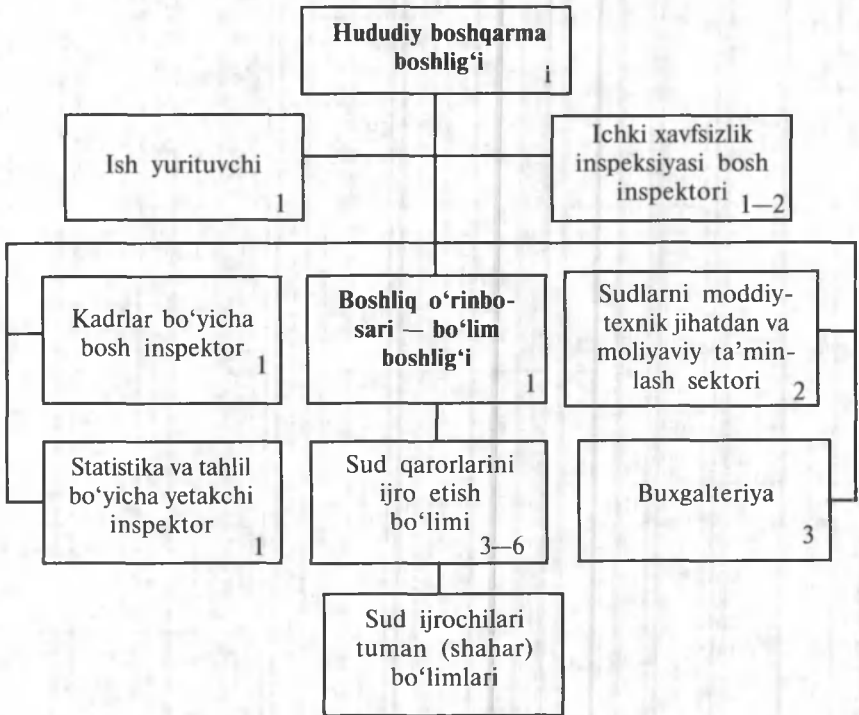 Hududiy boshqarma
boshlig‘i
i
Ish yurituvchi
1
Ichki xavfsizlik
inspeksiyasi bosh
inspektori
1—2
Kadrlar bo‘yicha
bosh inspektor
1
Boshliq o‘rinbo-
sari — bo‘lim
boshlig‘i
1
Sudlarni moddiy-
texnik jihatdan va
moliyaviy ta’min-
lash sektori
2
Statistika va tahlil
bo‘yicha yetakchi
inspektor
1
Sud qarorlarini
ijro etish
bo‘limi
3—6
Buxgalteriya
3
Sud ijrochilari
tuman (shahar)
bo‘limlari